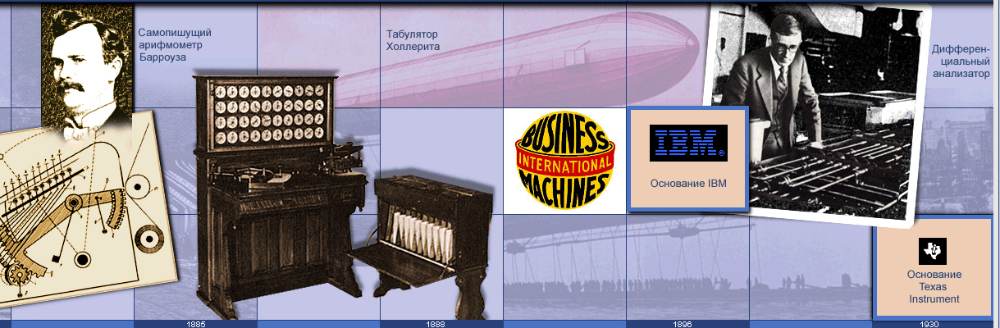 Самопишущий
арифмометр
Барроуза
Табулятор
Холлерита
Дифферен-
циальный
анализатор
BUSINESS
INTERNATIONAL
MACHINES
IBM®
Основание IBM
Основание
Texas
Instrument
1885
1888
1896
1930